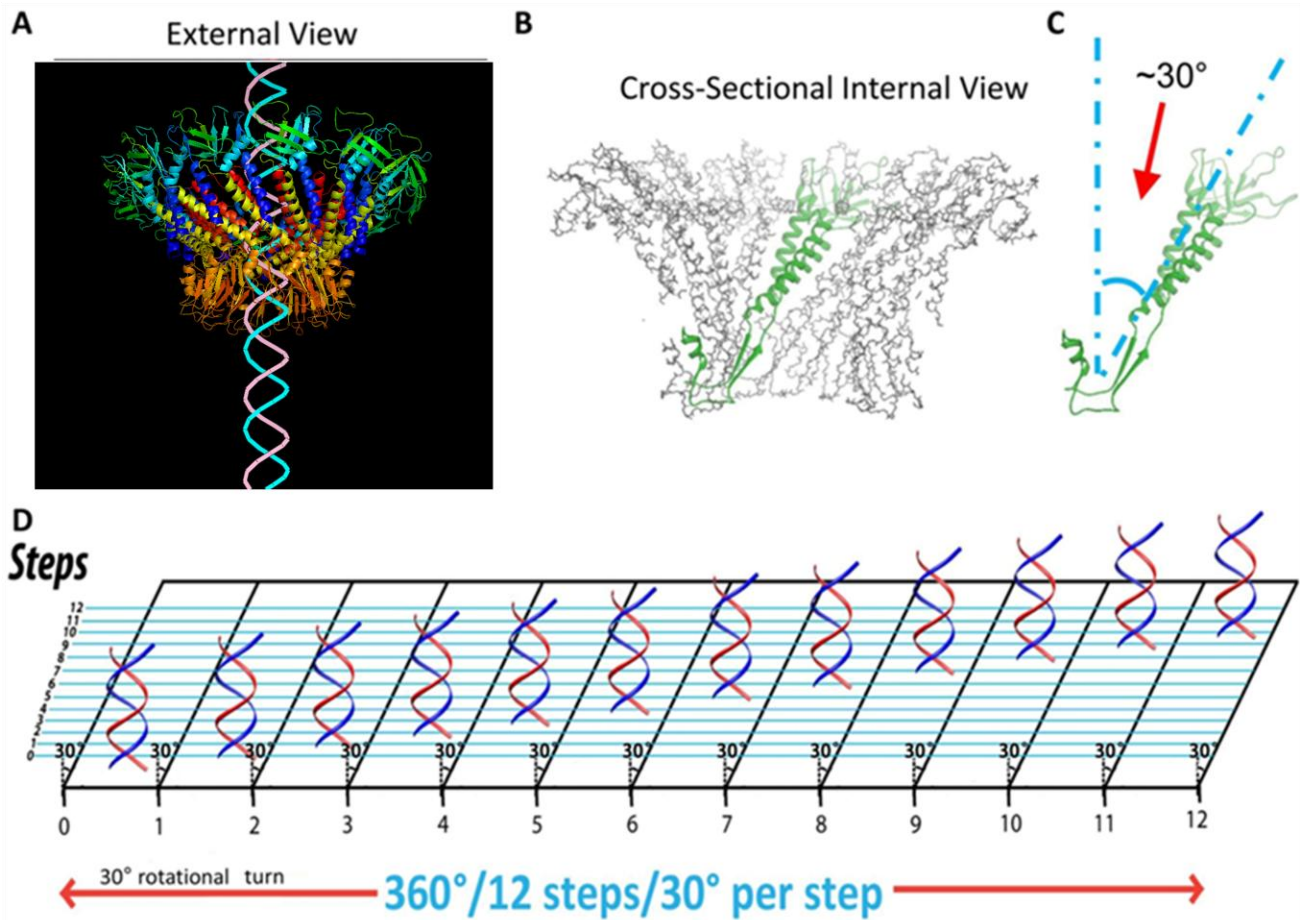 A
External View
B
Cross-Sectional Internal View
C
~30°
D
Steps
12
11
10
9
8
7
6
5
4
3
2
1
0
30° 30° 30° 30° 30° 30° 30° 30° 30° 30° 30° 30° 30°
0 1 2 3 4 5 6 7 8 9 10 11 12
30° rotational turn
360°/12 steps/30° per step